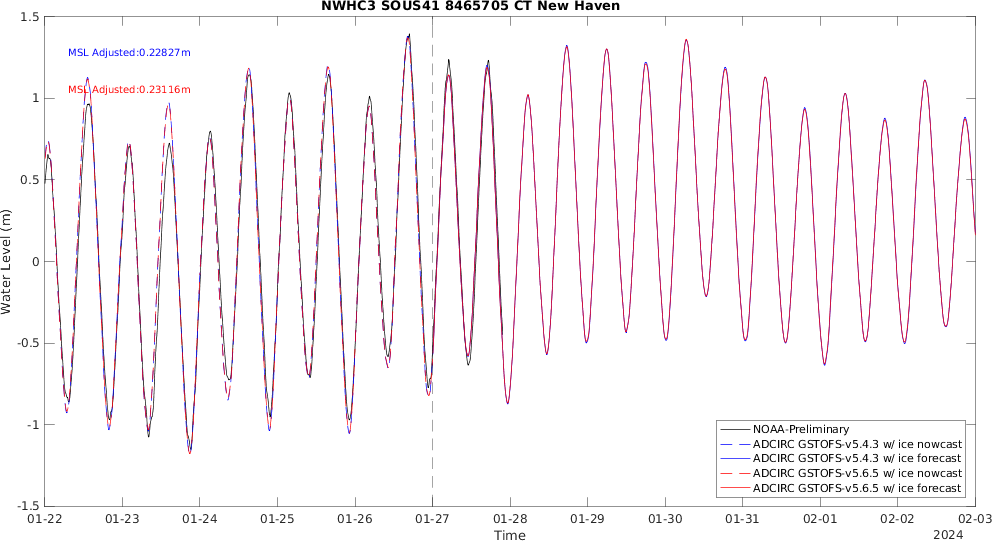 NWHC3 SOUS41 8465705 CT New Haven
MSL Adjusted:0.22827m
MSL Adjusted:0.23116m
Water Level (m)
1.5
1
0.5
0
-0.5
-1
-1.5
NOAA-Preliminary
ADCIRC GSTOFS-v5.4.3 w/ ice nowcast
ADCIRC GSTOFS-v5.4.3 w/ ice forecast
ADCIRC GSTOFS-v5.6.5 w/ ice nowcast
ADCIRC GSTOFS-v5.6.5 w/ ice forecast
01-22 01-23 01-24 01-25 01-26 01-27 01-28 01-29 01-30 01-31 02-01 02-02 02-03
Time
2024